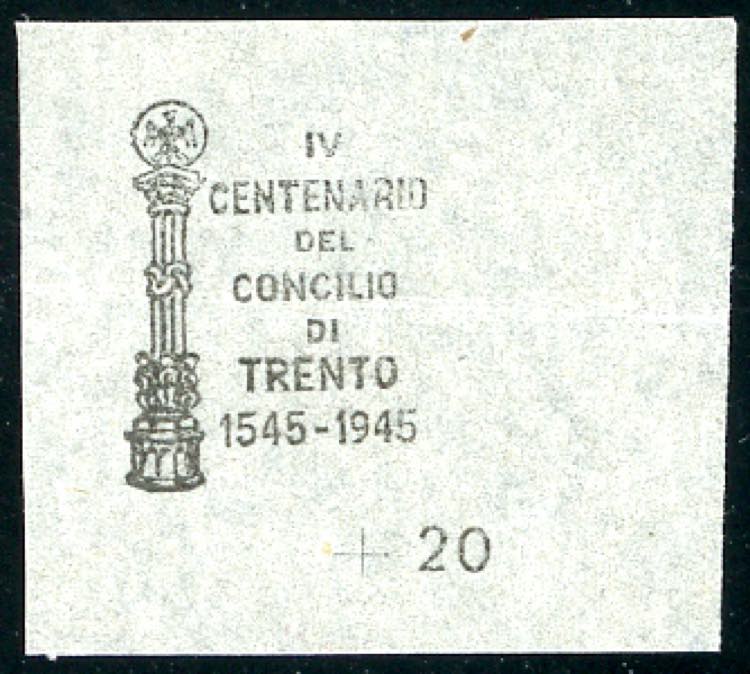 IV
CENTENARIO
DEL
CONCILIO
DI
TRENTO
1545-1945
+ 20